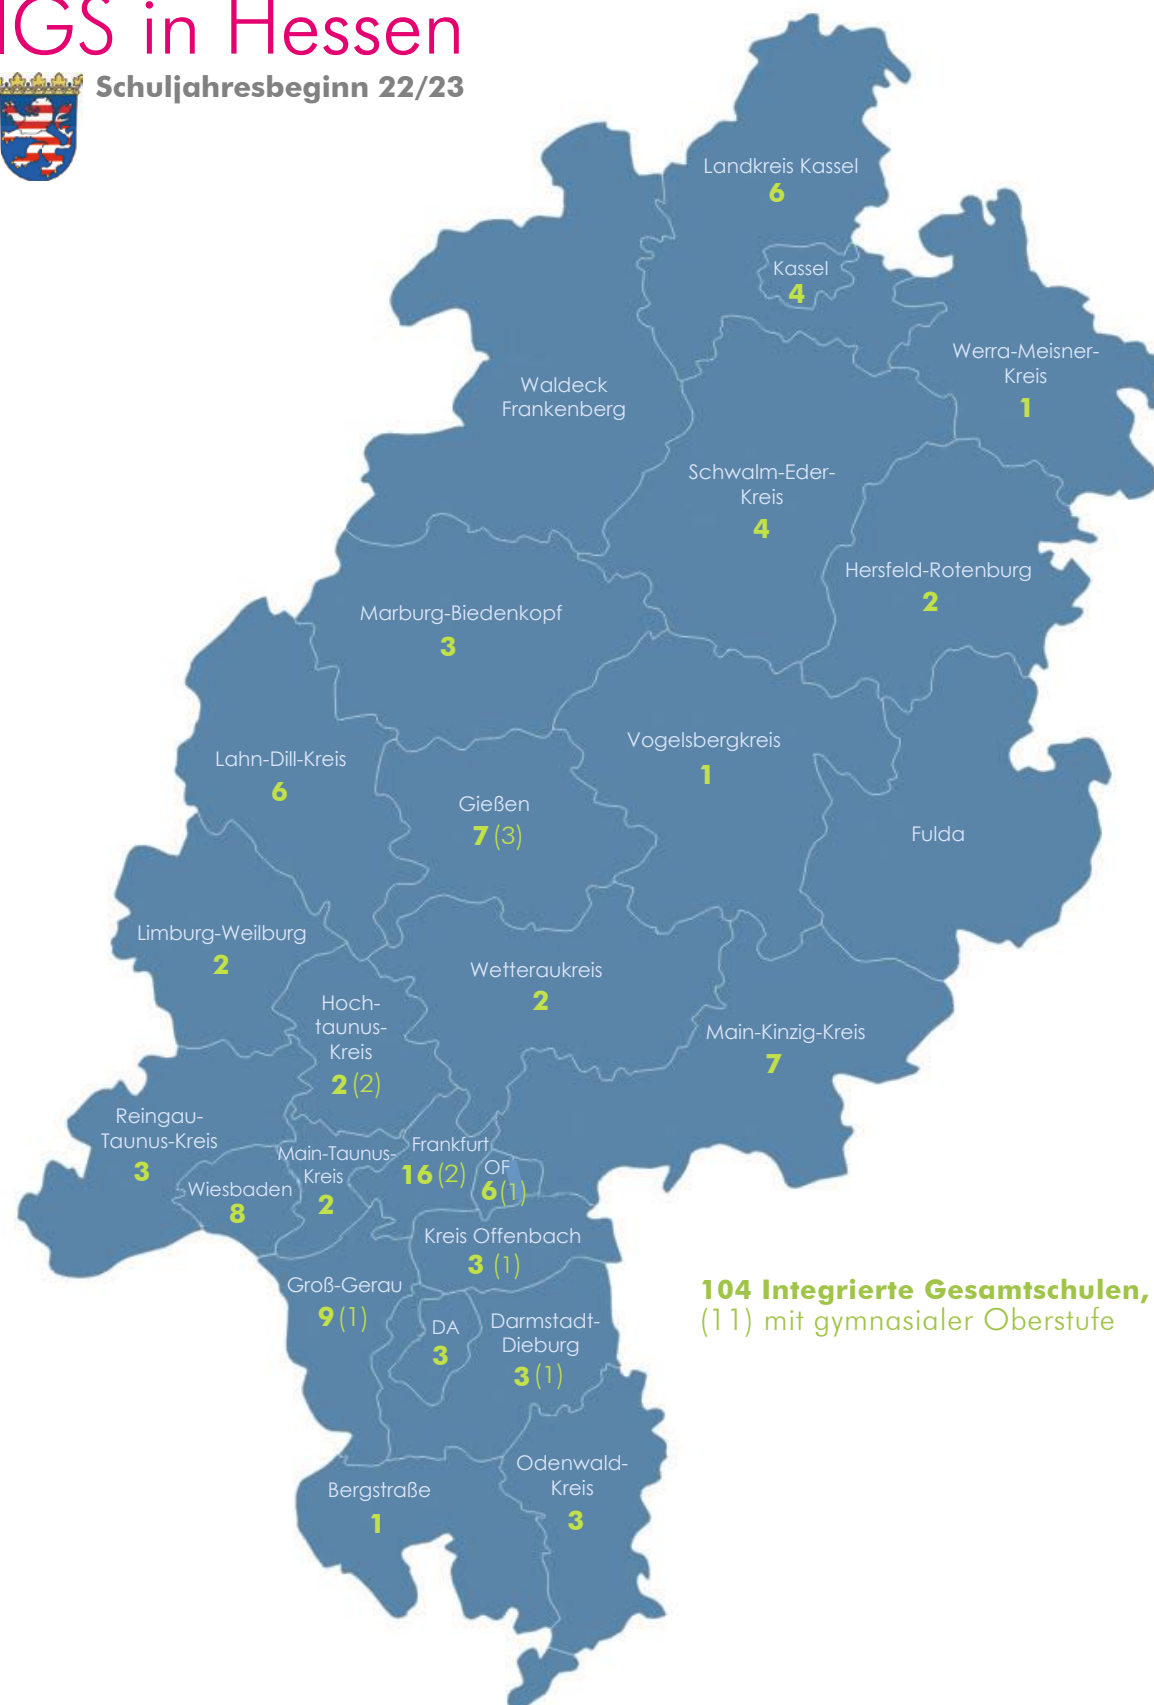 IGS in Hessen
Schuljahresbeginn 22/23
Landkreis Kassel
6
Kassel
4
Werra-Meisner-
Kreis
1
Waldeck
Frankenberg
Schwalm-Eder-
Kreis
4
Hersfeld-Rotenburg
2
Marburg-Biedenkopf
3
Vogelsbergkreis
1
Lahn-Dill-Kreis
6
Gießen
7 (3)
Fulda
Limburg-Weilburg
2
Wetteraukreis
2
Hoch-
taunus-
Kreis
2 (2)
Main-Kinzig-Kreis
7
Reingau-
Taunus-Kreis
3
Main-Taunus-
Kreis
2
Frankfurt
16 (2)
OF
6 (1)
Wiesbaden
8
Kreis Offenbach
3 (1)
Groß-Gerau
9 (1)
104 Integrierte Gesamtschulen,
(11) mit gymnasialer Oberstufe
DA
3
Darmstadt-
Dieburg
3 (1)
Odenwald-
Kreis
3
Bergstraße
1